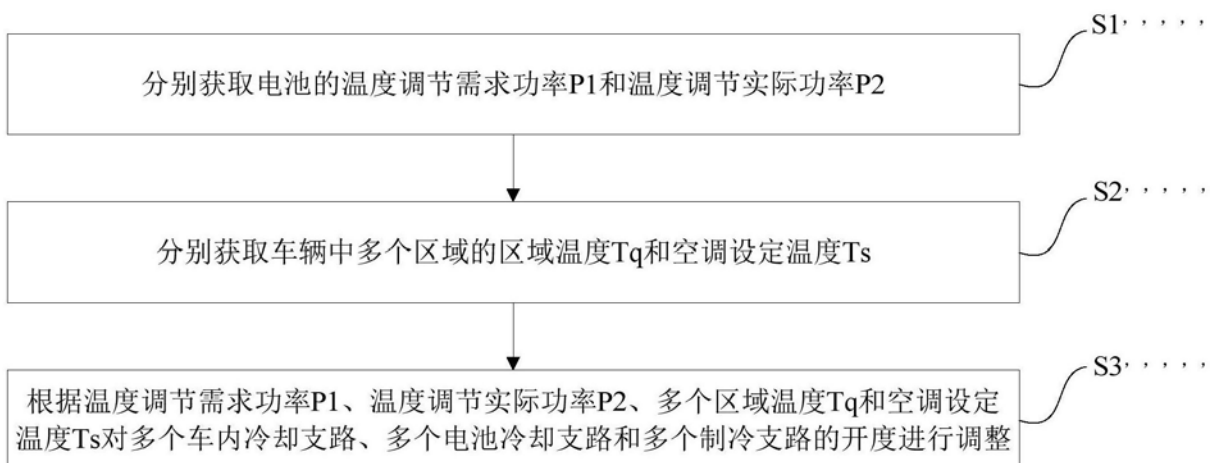 S1，，，，，
分别获取电池的温度调节需求功率P1和温度调节实际功率P2
S2，，，，，
分别获取车辆中多个区域的区域温度Tq和空调设定温度Ts
S3，，，，，
根据温度调节需求功率P1、温度调节实际功率P2、多个区域温度Tq和空调设定
温度Ts对多个车内冷却支路、多个电池冷却支路和多个制冷支路的开度进行调整